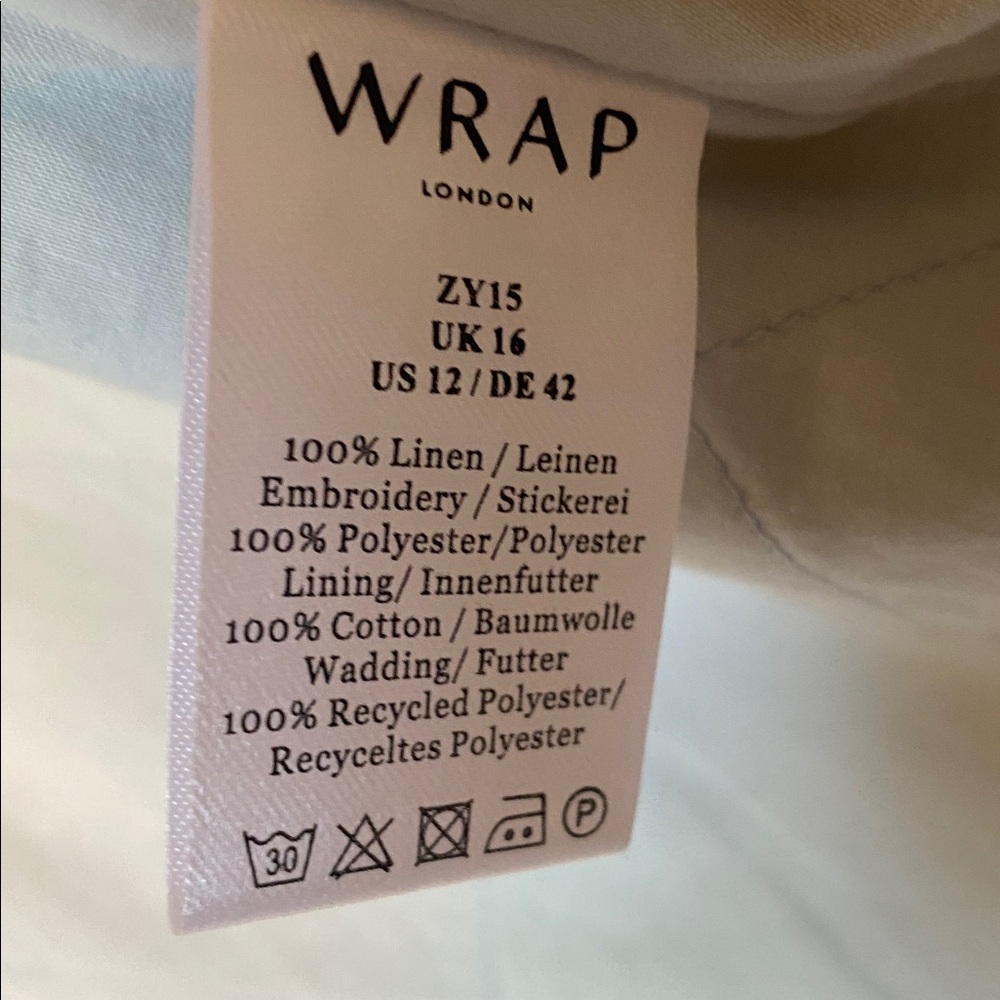 WRAP
LONDON
ZY15
UK 16
US 12 / DE 42
100% Linen / Leinen
Embroidery / Stickerei
100% Polyester/Polyester
Lining/ Innenfutter
100% Cotton / Baumwolle
Wadding/ Futter
100% Recycled Polyester/
Recyceltes Polyester
30 P